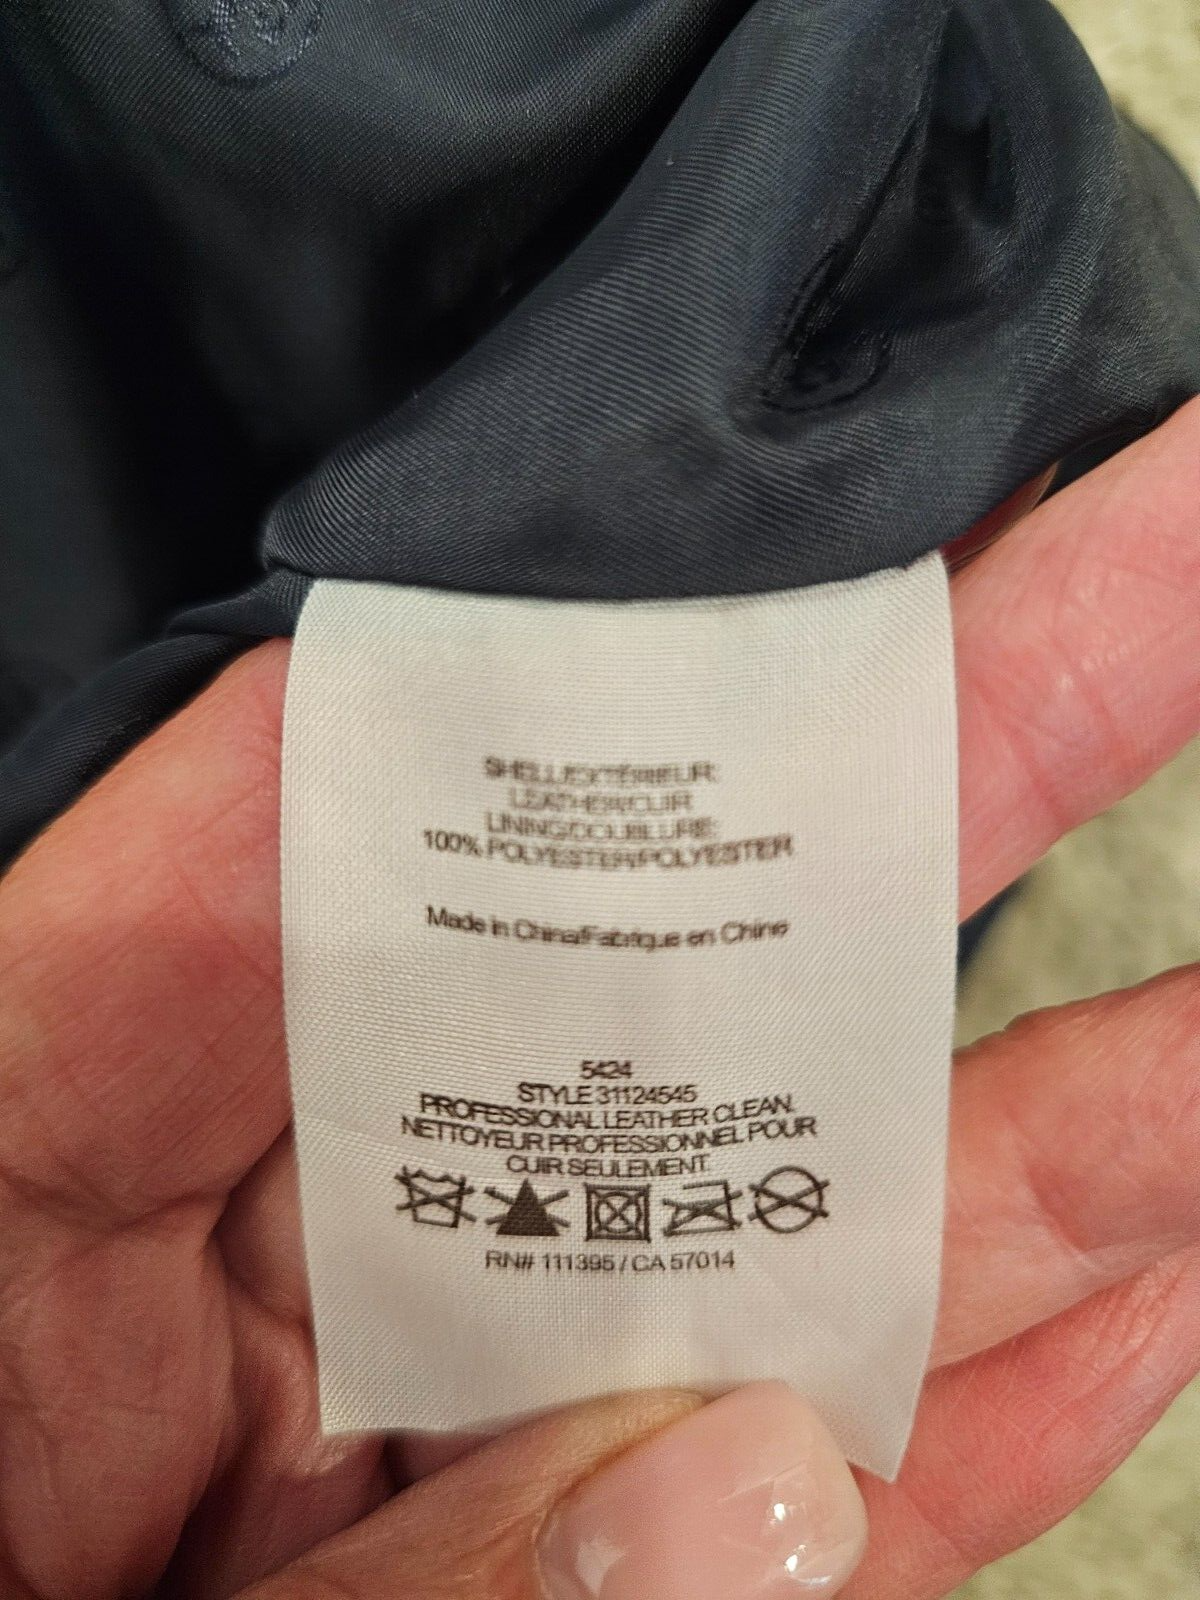 SHELL/EXTÉRIEUR:
LEATHER/CUIR
LINING/DOUBLURE:
100% POLYESTER/POLYESTER
Made in China/Fabrique en Chine
5424
STYLE 31124545
PROFESSIONAL LEATHER CLEAN.
NETTOYEUR PROFESSIONNEL POUR
CUIR SEULEMENT.
RN# 111395 / CA 57014